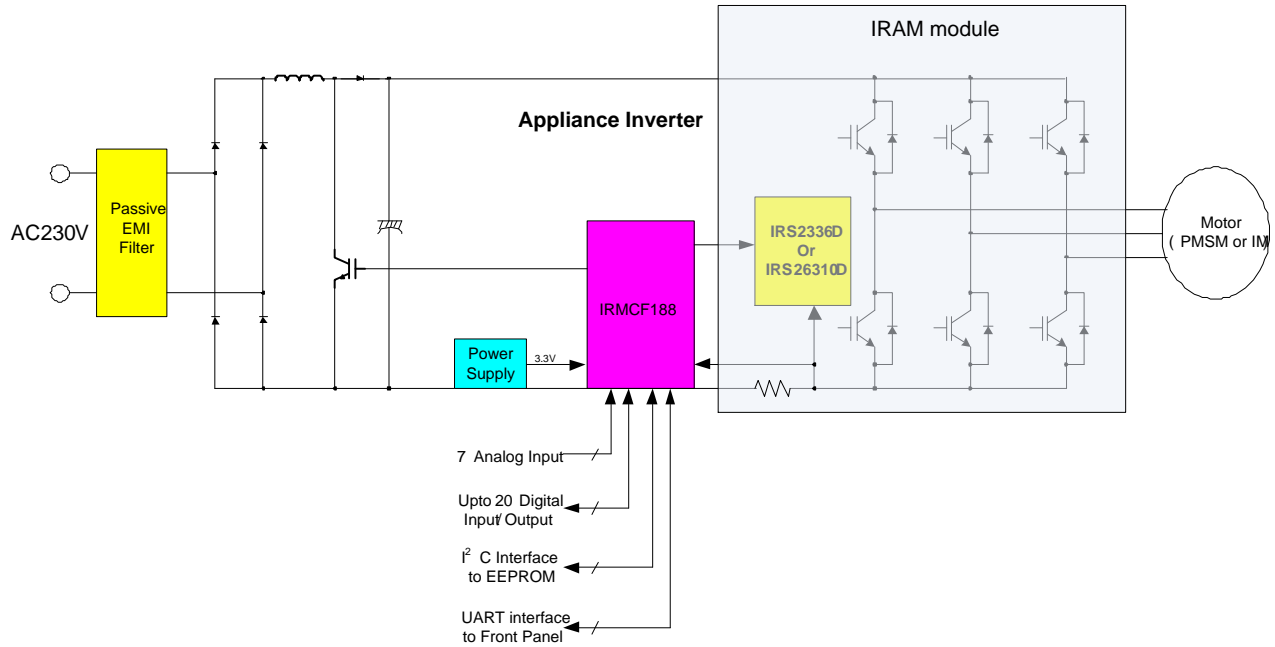 IRAM module
Appliance Inverter
Passive
EMI
Filter
AC230V
IRS2336D
Or
IRS26310D
Motor
( PMSM or IM)
IRMCF188
Power
Supply
3.3V
7 Analog Input
Upto 20 Digital
Input/ Output
I² C Interface
to EEPROM
UART interface
to Front Panel